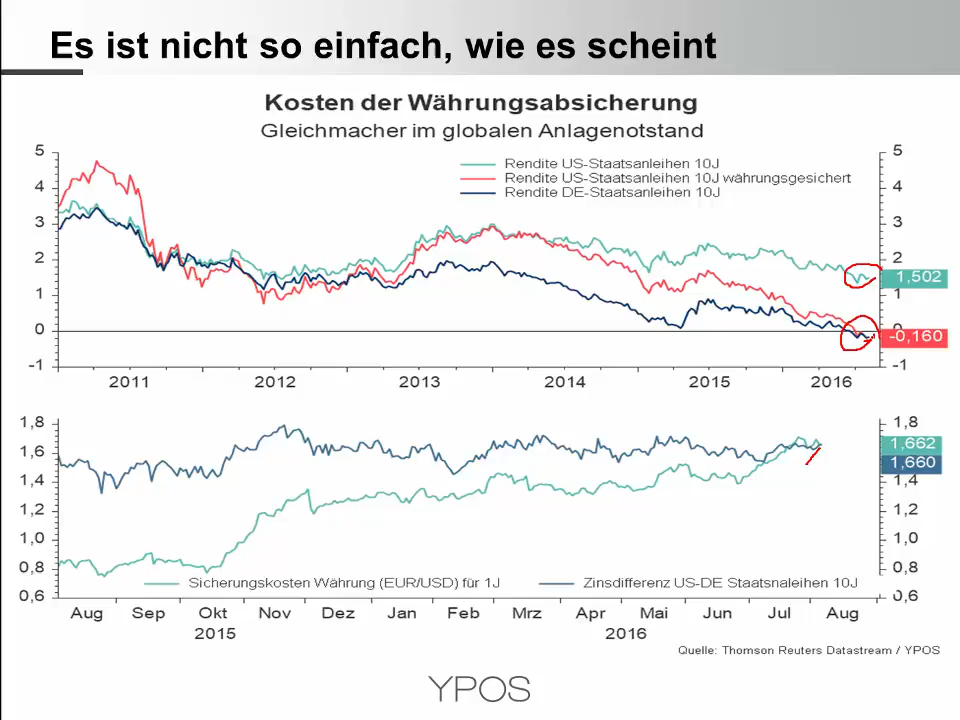 Es ist nicht so einfach, wie es scheint
Kosten der Währungsabsicherung
Gleichmacher im globalen Anlagenotstand
Rendite US-Staatsanleihen 10J
Rendite US-Staatsanleihen 10J währungsgesichert
Rendite DE-Staatsanleihen 10J
5 5
4 4
3 3
2 2
1 1
0 0
-1 -1
1,502
-0,160
2011 2012 2013 2014 2015 2016
1,8 1,8
1,6
1,4 1,4
1,2 1,2
1,0 1,0
0,8 0,8
0,6 0,6
1,662
1,660
Sicherungskosten Währung (EUR/USD) für 1J
Zinsdifferenz US-DE Staatsnaleihen 10J
Aug Sep Okt Nov Dez Jan Feb Mrz Apr Mai Jun Jul Aug
2015 2016
Quelle: Thomson Reuters Datastream / YPOS
YPOS